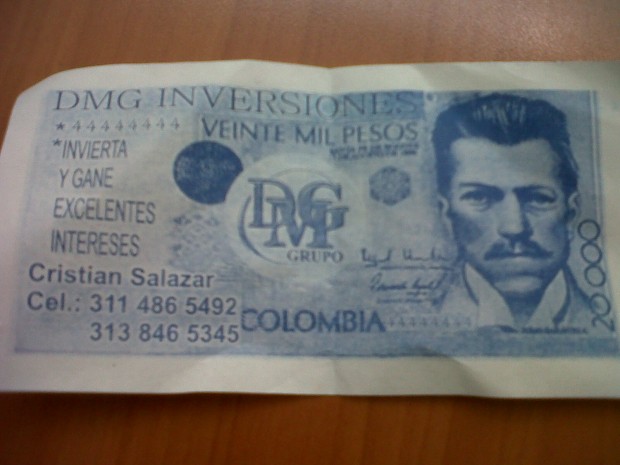 DMG INVERSIONES
*44444444
VEINTE MIL PESOS
*INVIERTA
Y GANE
EXCELENTES
INTERESES
DMG
GRUPO
Cristian Salazar
Cel.: 311 486 5492
313 846 5345
COLOMBIA
20000